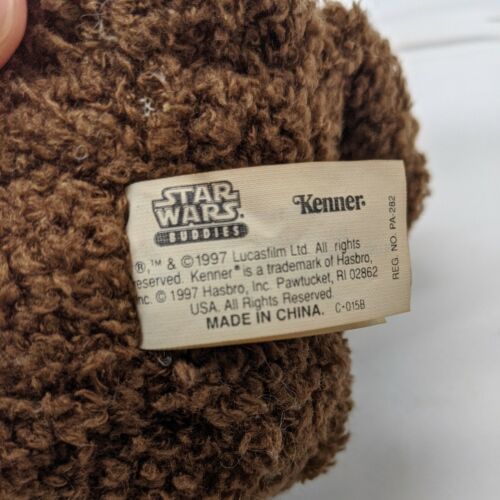 STAR
WARS
BUDDIES
Kenner®
®,™ & ©1997 Lucasfilm Ltd. All rights
reserved. Kenner® is a trademark of Hasbro,
Inc. © 1997 Hasbro, Inc. Pawtucket, RI 02862
USA. All Rights Reserved.
MADE IN CHINA. C-015B
REG. NO. PA-282